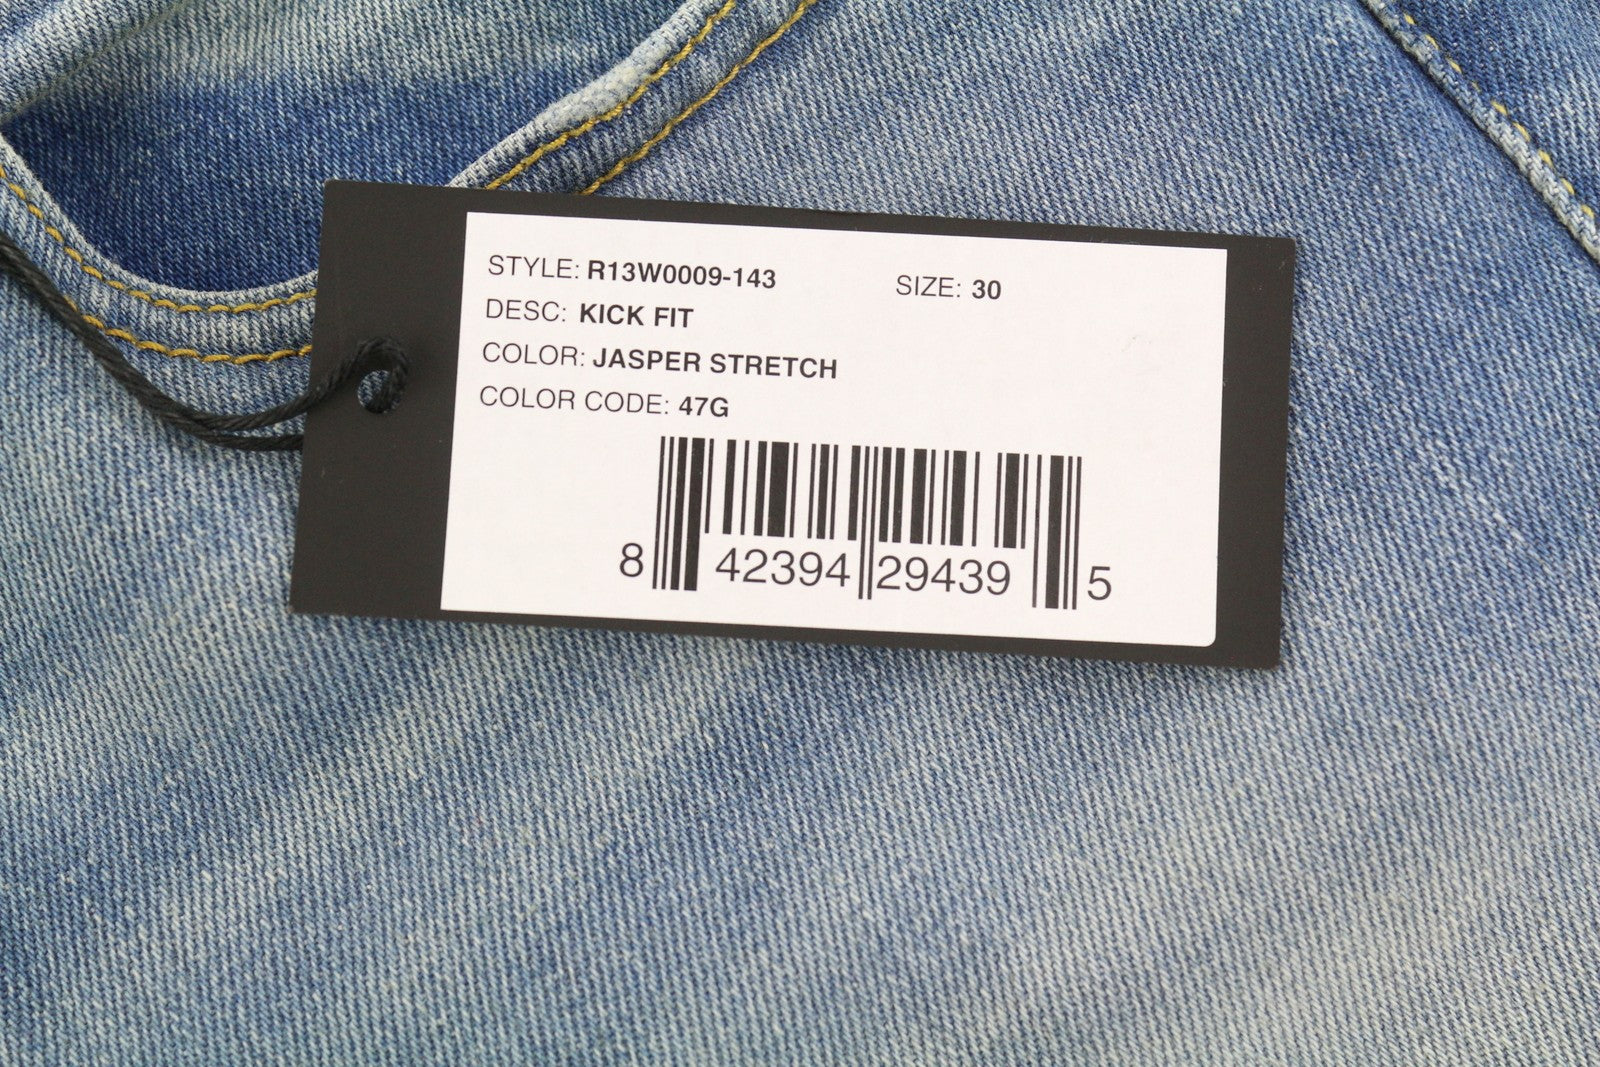 STYLE: R13W0009-143 SIZE: 30
DESC: KICK FIT
COLOR: JASPER STRETCH
COLOR CODE: 47G
8 42394 29439 5